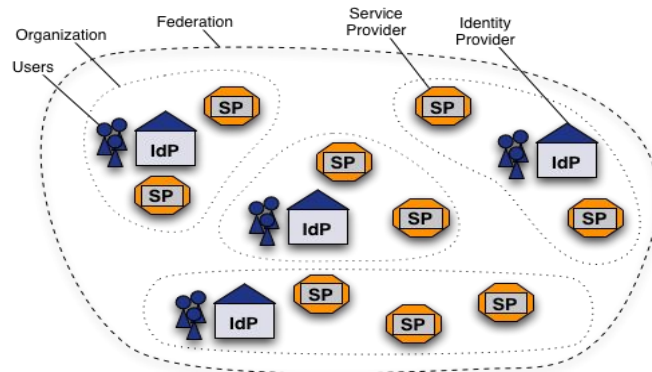 Federation
Service
Provider
Identity
Provider
Organization
Users
SP
SP
IdP
IdP
SP
SP
IdP
SP
SP
SP
IdP
SP
SP
SP